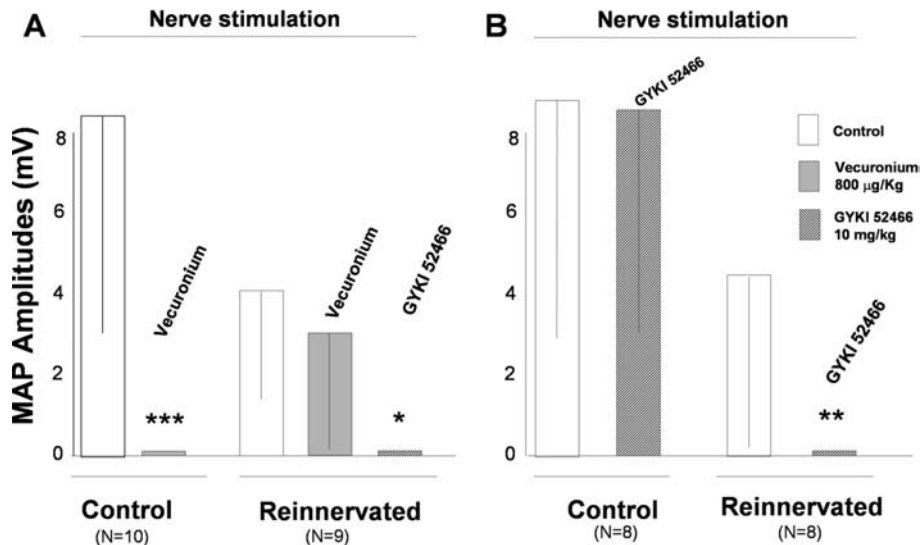 A
Nerve stimulation
MAP Amplitudes (mV)
8
6
4
2
0
Vecuronium
***
Vecuronium
GYKI 52466
*
Control
(N=10)
Reinnervated
(N=9)
B
Nerve stimulation
8
6
4
2
0
GYKI 52466
GYKI 52466
**
Control
Vecuronium
800 µg/Kg
GYKI 52466
10 mg/kg
Control
(N=8)
Reinnervated
(N=8)